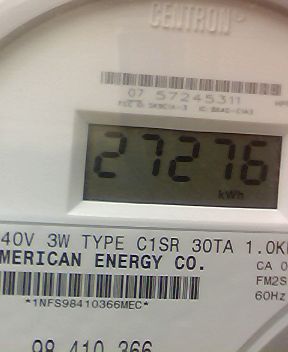 CENTRON
07 57245311
27276
kWh
40V 3W TYPE C1SR 30TA 1.0K
MERICAN ENERGY CO.
CA 0
FM2S
60Hz
*1NFS98410366MEC*
98 410 366